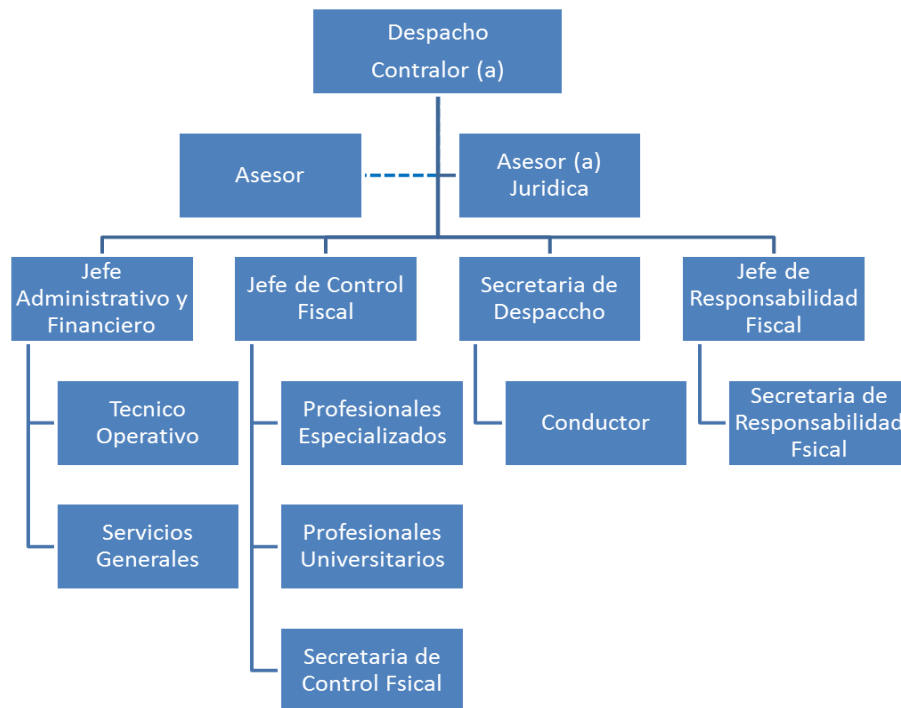 Despacho
Contralor (a)
Asesor
Asesor (a)
Juridica
Jefe
Administrativo y
Financiero
Jefe de Control
Fiscal
Secretaria de
Despaccho
Jefe de
Responsabilidad
Fiscal
Tecnico
Operativo
Profesionales
Especializados
Conductor
Secretaria de
Responsabilidad
Fsical
Servicios
Generales
Profesionales
Universitarios
Secretaria de
Control Fsical